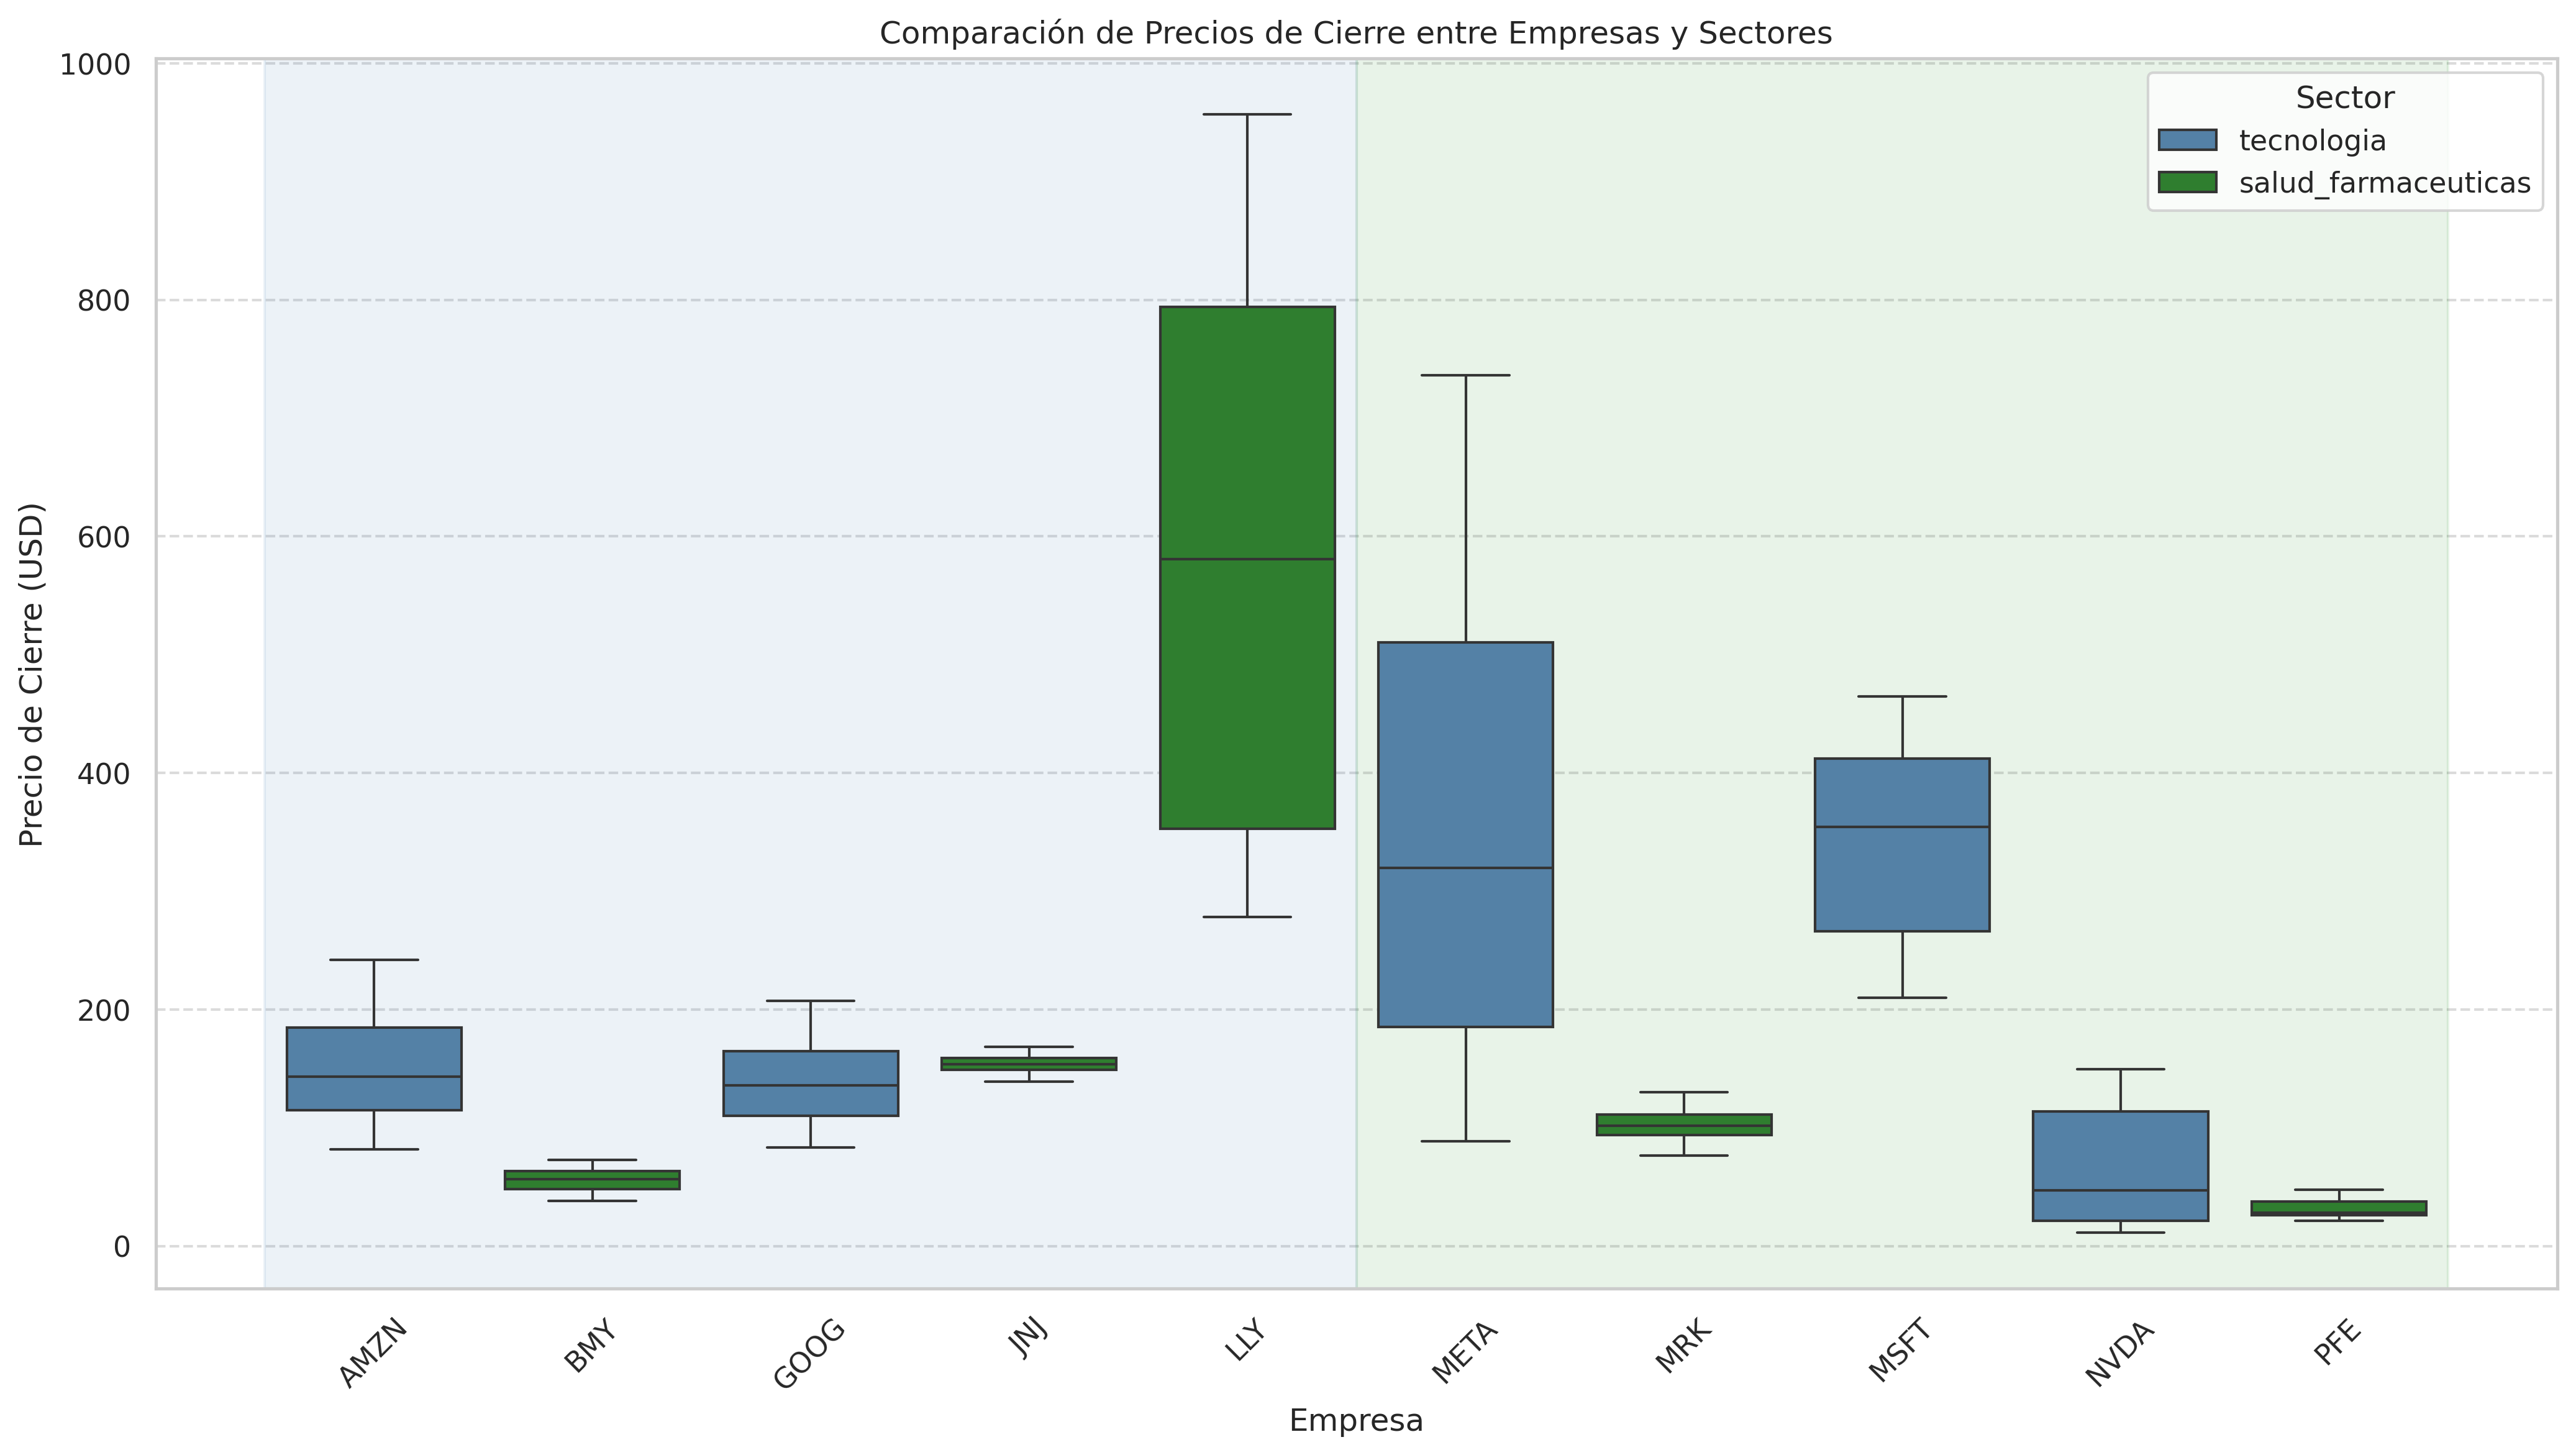 Comparación de Precios de Cierre entre Empresas y Sectores
Sector
tecnologia
salud_farmaceuticas
Precio de Cierre (USD)
1000
800
600
400
200
0
AMZN
BMY
GOOG
JNJ
LLY
META
MRK
MSFT
NVDA
PFE
Empresa